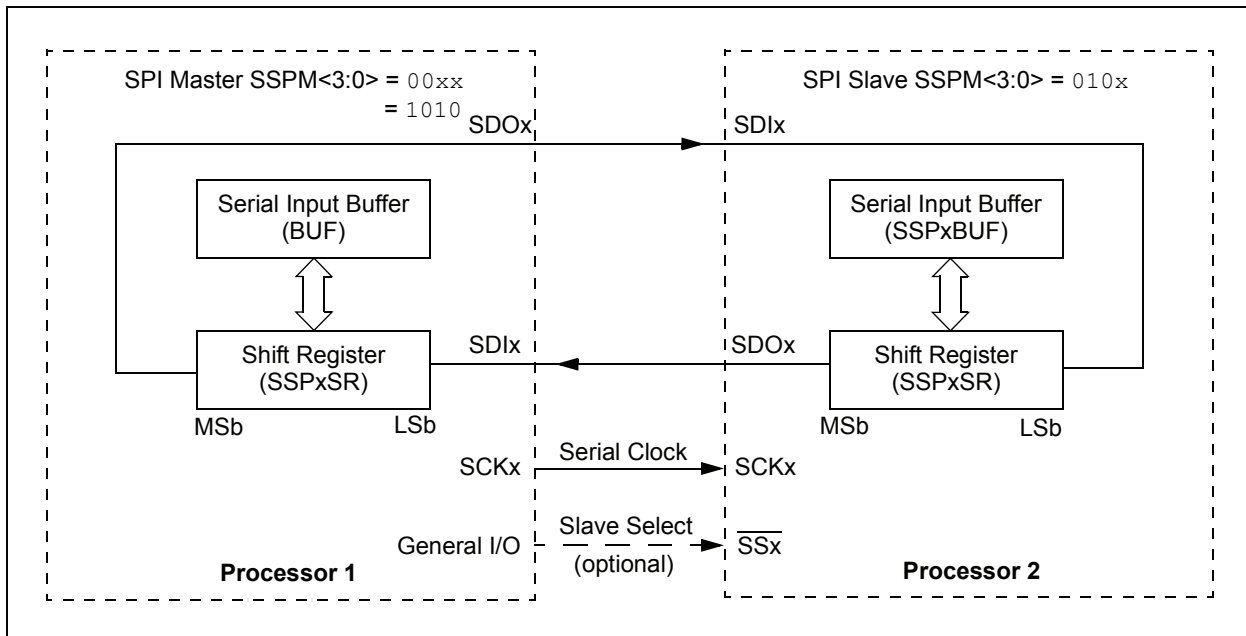 SPI Master SSPM<3:0> = 00xx
= 1010
SDOx
Serial Input Buffer
(BUF)
Shift Register
(SSPxSR)
MSb
LSb
SDIx
SCKx
General I/O
Processor 1
Serial Clock
Slave Select
(optional)
SPI Slave SSPM<3:0> = 010x
SDIx
Serial Input Buffer
(SSPxBUF)
SDOx
Shift Register
(SSPxSR)
MSb
LSb
SCKx
SSx
Processor 2